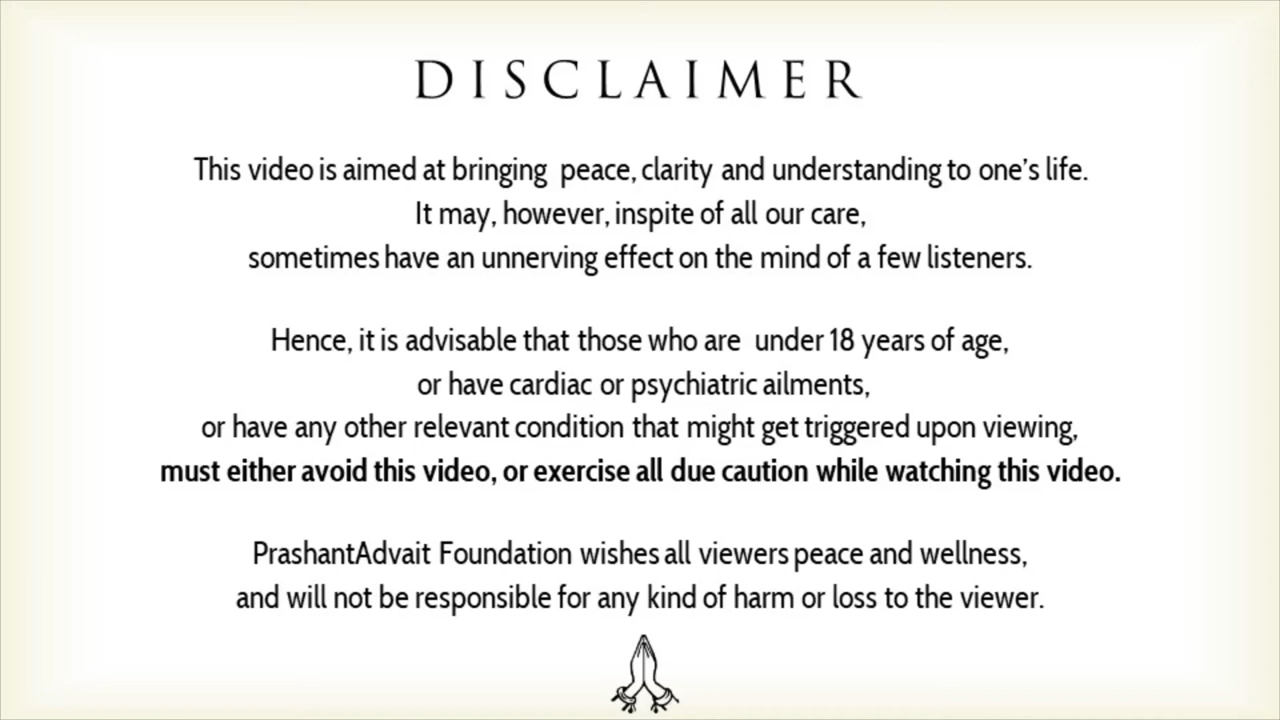 DISCLAIMER
This video is aimed at bringing peace, clarity and understanding to one's life.
It may, however, inspite of all our care,
sometimes have an unnerving effect on the mind of a few listeners.
Hence, it is advisable that those who are under 18 years of age,
or have cardiac or psychiatric ailments,
or have any other relevant condition that might get triggered upon viewing,
must either avoid this video, or exercise all due caution while watching this video.
PrashantAdvait Foundation wishes all viewers peace and wellness,
and will not be responsible for any kind of harm or loss to the viewer.